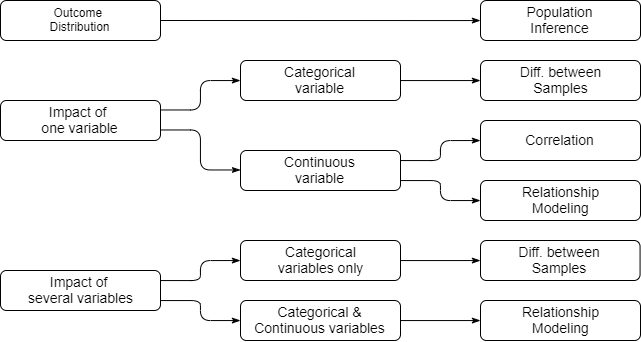 Outcome
Distribution
Population
Inference
Categorical
variable
Diff. between
Samples
Impact of
one variable
Correlation
Continuous
variable
Relationship
Modeling
Categorical
variables only
Diff. between
Samples
Impact of
several variables
Categorical &
Continuous variables
Relationship
Modeling